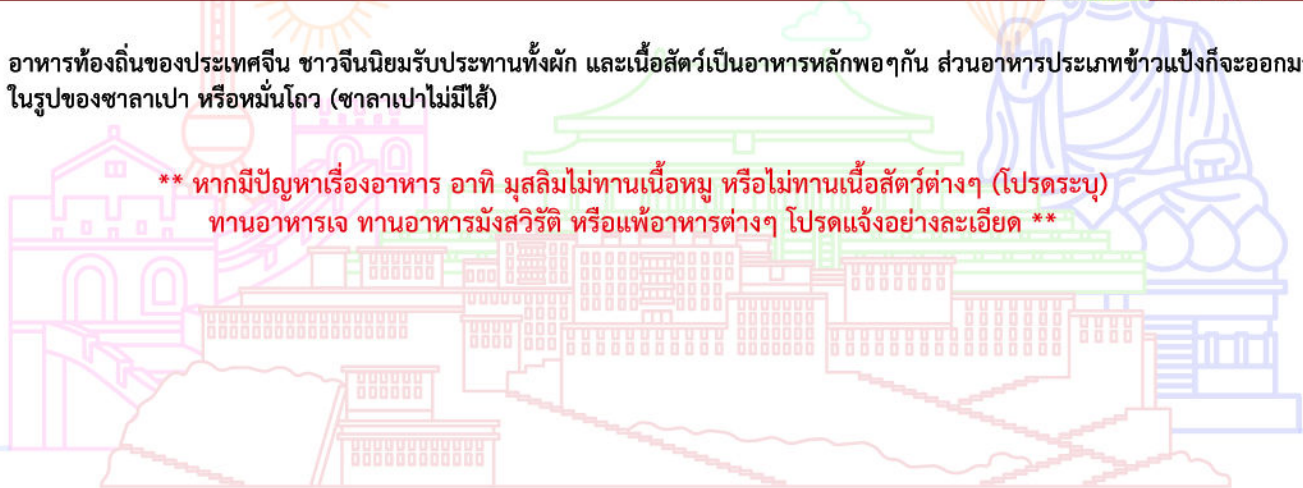 อาหารท้องถิ่นของประเทศจีน ชาวจีนนิยมรับประทานทั้งผัก และเนื้อสัตว์เป็นอาหารหลักพอๆกัน ส่วนอาหารประเภทข้าวแป้งก็จะออกมา
ในรูปของซาลาเปา หรือหมั่นโถว (ซาลาเปาไม่มีไส้)
** หากมีปัญหาเรื่องอาหาร อาทิ มุสลิมไม่ทานเนื้อหมู หรือไม่ทานเนื้อสัตว์ต่างๆ (โปรดระบุ)
ทานอาหารเจ ทานอาหารมังสวิรัติ หรือแพ้อาหารต่างๆ โปรดแจ้งอย่างละเอียด **